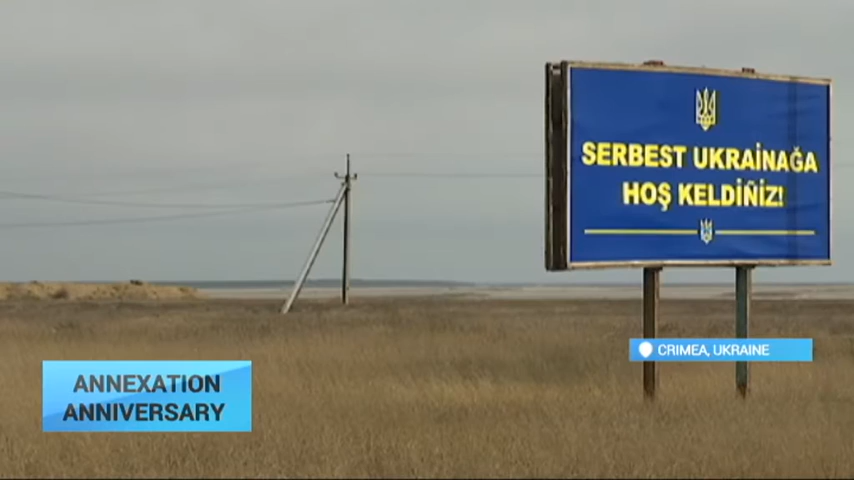 SERBEST UKRAİNAĞA
HOŞ KELDİÑİZ!
CRIMEA, UKRAINE
ANNEXATION
ANNIVERSARY